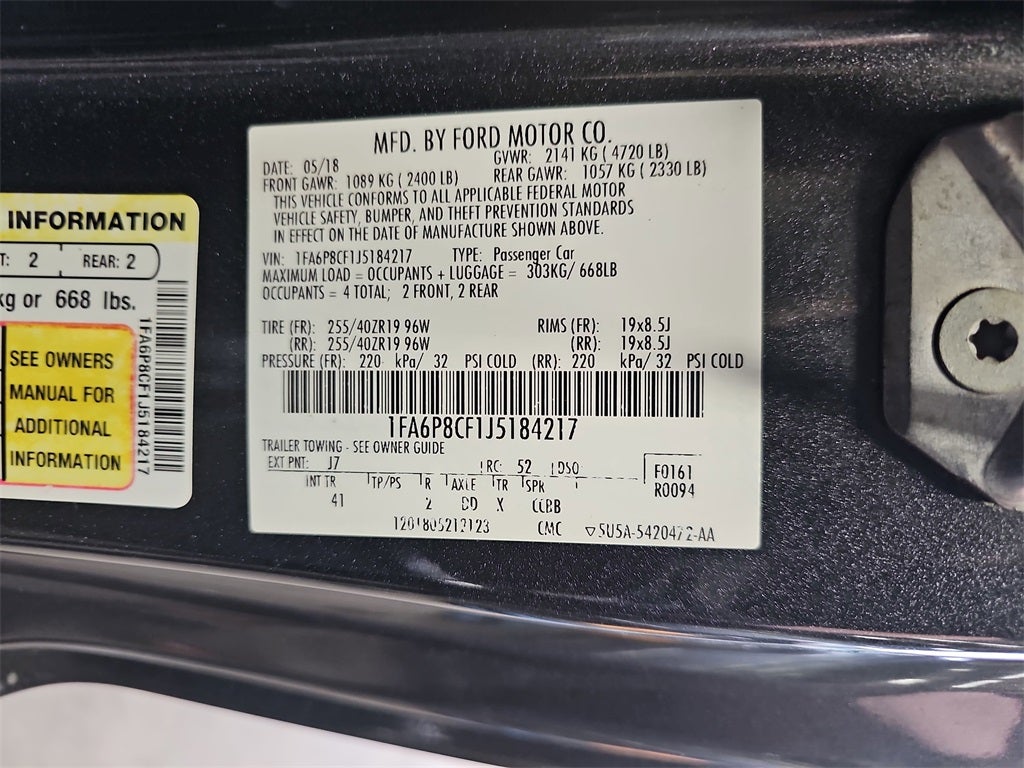 INFORMATION
T: 2 REAR: 2
kg or 668 lbs.
SEE OWNERS
MANUAL FOR
ADDITIONAL
INFORMATION
1FA6P8CF1J5184217
MFD. BY FORD MOTOR CO.
DATE: 05/18 GVWR: 2141 KG ( 4720 LB)
FRONT GAWR: 1089 KG ( 2400 LB) REAR GAWR: 1057 KG ( 2330 LB)
THIS VEHICLE CONFORMS TO ALL APPLICABLE FEDERAL MOTOR
VEHICLE SAFETY, BUMPER, AND THEFT PREVENTION STANDARDS
IN EFFECT ON THE DATE OF MANUFACTURE SHOWN ABOVE.
VIN: 1FA6P8CF1J5184217 TYPE: Passenger Car
MAXIMUM LOAD = OCCUPANTS + LUGGAGE = 303KG/ 668LB
OCCUPANTS = 4 TOTAL; 2 FRONT, 2 REAR
TIRE (FR): 255/40ZR19 96W RIMS (FR): 19x8.5J
(RR): 255/40ZR19 96W (RR): 19x8.5J
PRESSURE (FR): 220 kPa/ 32 PSI COLD (RR): 220 kPa/ 32 PSI COLD
1FA6P8CF1J5184217
TRAILER TOWING - SEE OWNER GUIDE
EXT PNT: J7 RC: 52 DSO: F0161
INT TR TP/PS R AXLE TR SPR R0094
41 2 DD X CCBB
CMC ▽5U5A-5420472-AA